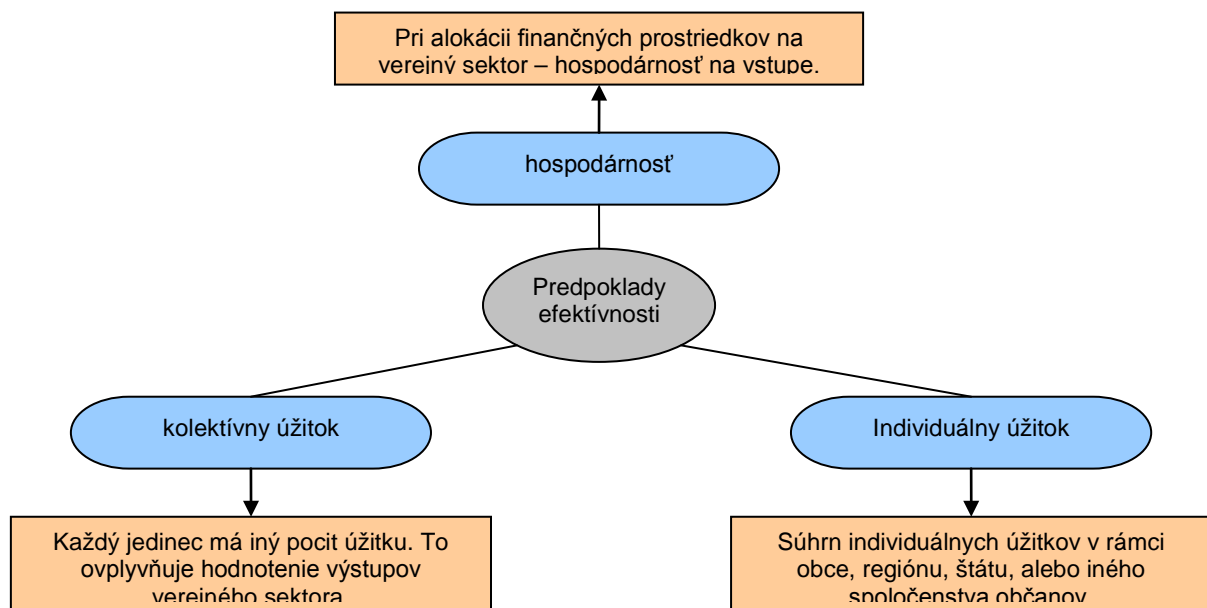 Pri alokácii finančných prostriedkov na
verejný sektor – hospodárnosť na vstupe.
hospodárnosť
Predpoklady
efektívnosti
kolektívny úžitok
Individuálny úžitok
Každý jedinec má iný pocit úžitku. To
ovplyvňuje hodnotenie výstupov
verejného sektora
Súhrn individuálnych úžitkov v rámci
obce, regiónu, štátu, alebo iného
spoločenstva občanov